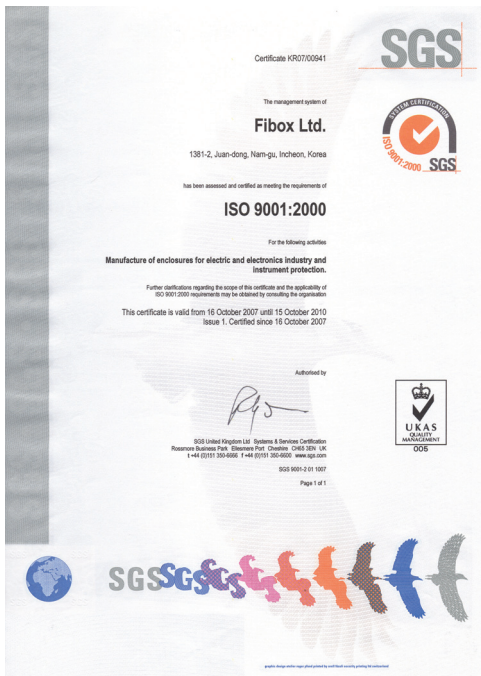 SGS
Certificate KR07/00941
The management system of
Fibox Ltd.
1381-2, Juan-dong, Nam-gu, Incheon, Korea
has been assessed and certified as meeting the requirements of
ISO 9001:2000
For the following activities
Manufacture of enclosures for electric and electronics industry and
instrument protection.
Further clarifications regarding the scope of this certificate and the applicability of
ISO 9001:2000 requirements may be obtained by consulting the organisation
This certificate is valid from 16 October 2007 until 15 October 2010
Issue 1. Certified since 16 October 2007
SYSTEM CERTIFICATION
ISO 9001:2000
SGS
Authorised by
SGS United Kingdom Ltd Systems & Services Certification
Rossmore Business Park Ellesmere Port Cheshire CH65 3EN UK
t +44 (0)151 350-6666 f +44 (0)151 350-6600 www.sgs.com
SGS 9001-2 01 1007
Page 1 of 1
UKAS
QUALITY
MANAGEMENT
005
SGSSGSSGS